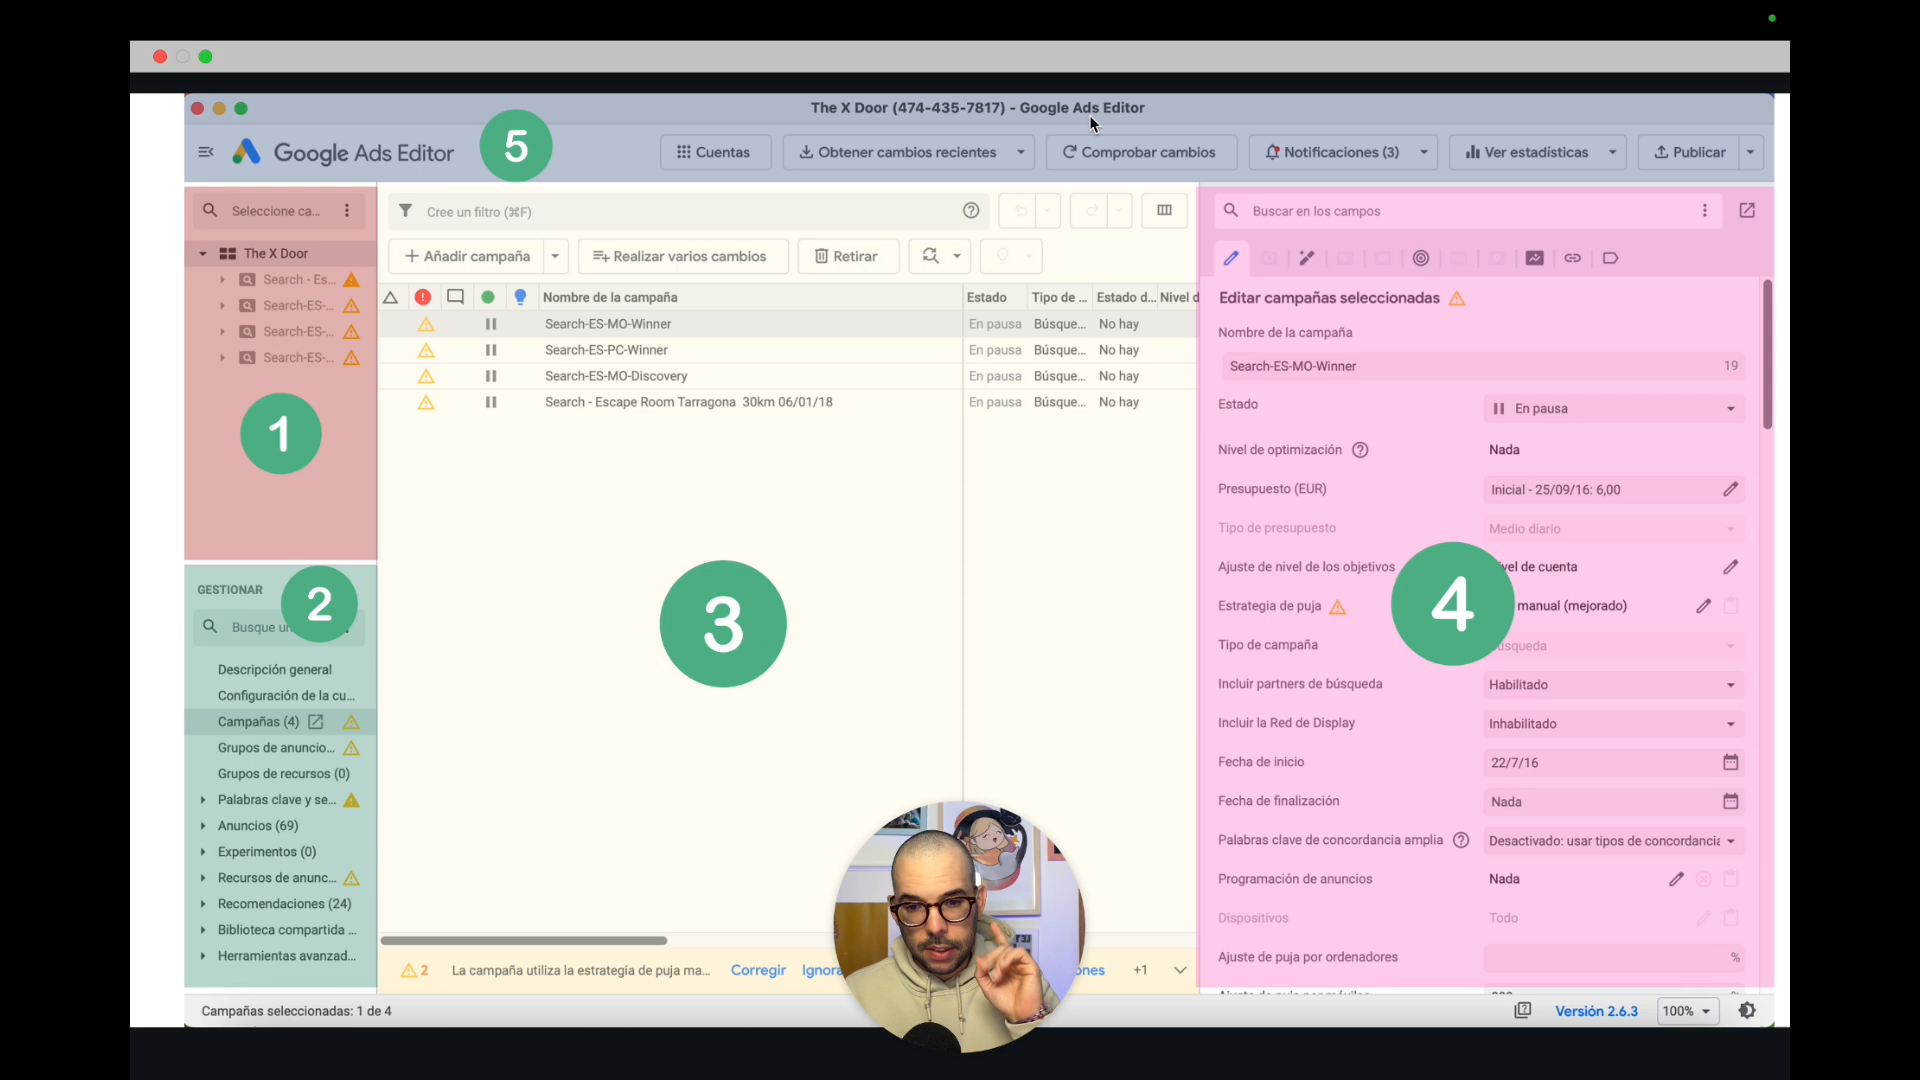 The X Door (474-435-7817) - Google Ads Editor
Google Ads Editor
5
Cuentas
Obtener cambios recientes
Comprobar cambios
Notificaciones (3)
Ver estadísticas
Publicar
Seleccione ca...
The X Door
Search - Es...
Search-ES-...
Search-ES-...
Search-ES-...
1
GESTIONAR
2
Descripción general
Configuración de la cu...
Campañas (4)
Grupos de anuncio...
Grupos de recursos (0)
Palabras clave y se...
Anuncios (69)
Experimentos (0)
Recursos de anunc...
Recomendaciones (24)
Biblioteca compartida ...
Herramientas avanzad...
Cree un filtro (⌘F)
Añadir campaña
Realizar varios cambios
Retirar
Nombre de la campaña Estado Tipo de ... Estado d... Nivel d
Search-ES-MO-Winner En pausa Búsque... No hay
Search-ES-PC-Winner En pausa Búsque... No hay
Search-ES-MO-Discovery En pausa Búsque... No hay
Search - Escape Room Tarragona 30km 06/01/18 En pausa Búsque... No hay
3
2 La campaña utiliza la estrategia de puja ma... Corregir +1
Buscar en los campos
Editar campañas seleccionadas
Nombre de la campaña
Search-ES-MO-Winner 19
Estado En pausa
Nivel de optimización Nada
Presupuesto (EUR) Inicial - 25/09/16: 6,00
Tipo de presupuesto Medio diario
Ajuste de nivel de los objetivos de cuenta
4
Estrategia de puja manual (mejorado)
Tipo de campaña
Incluir partners de búsqueda Habilitado
Incluir la Red de Display Inhabilitado
Fecha de inicio 22/7/16
Fecha de finalización Nada
Palabras clave de concordancia amplia Desactivado: usar tipos de concordancia
Programación de anuncios Nada
Dispositivos Todo
Ajuste de puja por ordenadores %
Campañas seleccionadas: 1 de 4
Versión 2.6.3
100%